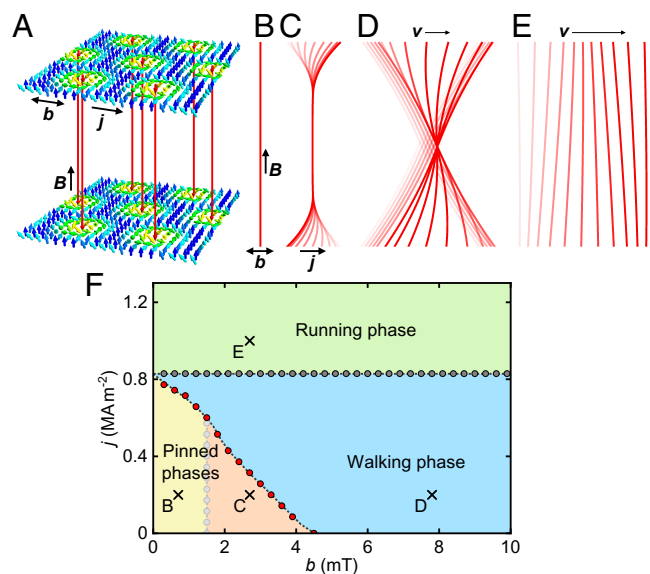 A
B
C
D
v
E
v
b
j
B
B
b
j
F
1.2
0.8
0.4
0
j (MA m⁻²)
Running phase
E
Pinned
phases
Walking phase
B
C
D
0 2 4 6 8 10
b (mT)